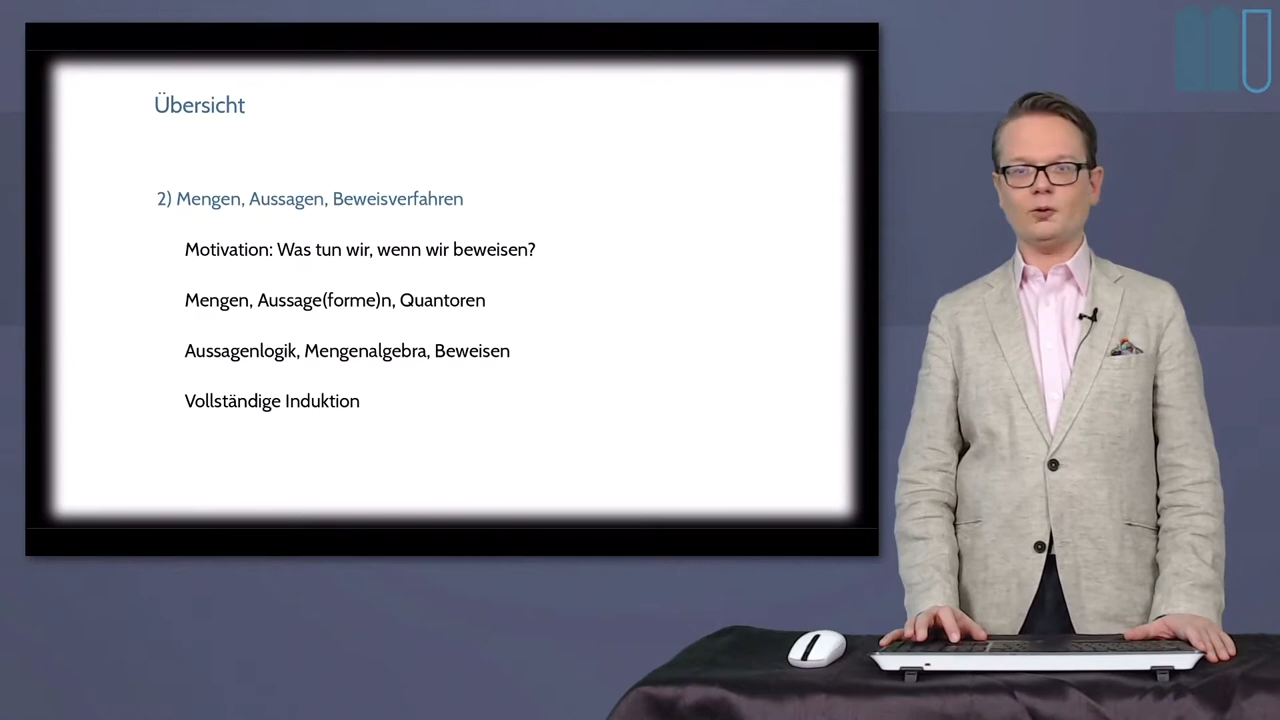 Übersicht
2) Mengen, Aussagen, Beweisverfahren
Motivation: Was tun wir, wenn wir beweisen?
Mengen, Aussage(forme)n, Quantoren
Aussagenlogik, Mengenalgebra, Beweisen
Vollständige Induktion